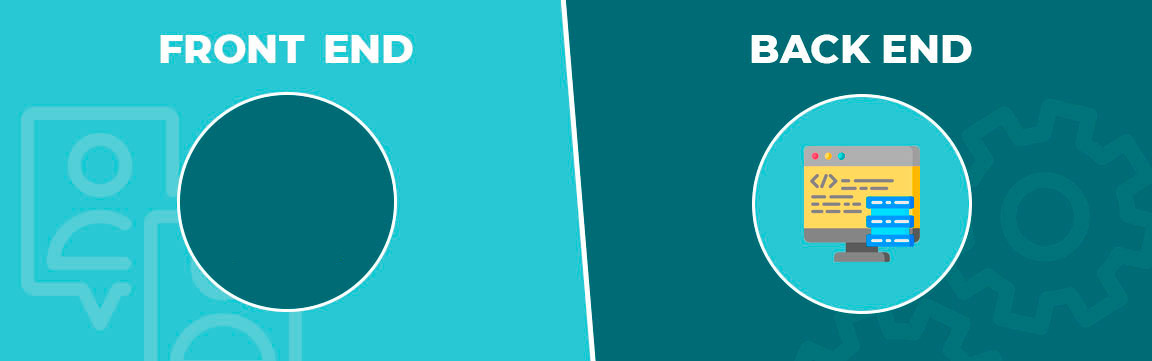 FRONT END
BACK END
</>